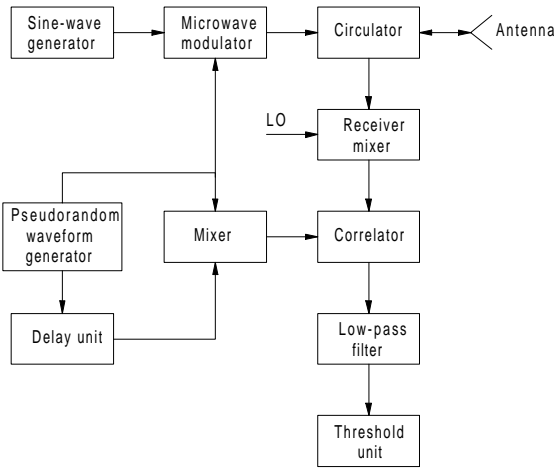 Sine-wave
generator
Microwave
modulator
Circulator
Antenna
LO
Receiver
mixer
Pseudorandom
waveform
generator
Mixer
Correlator
Delay unit
Low-pass
filter
Threshold
unit